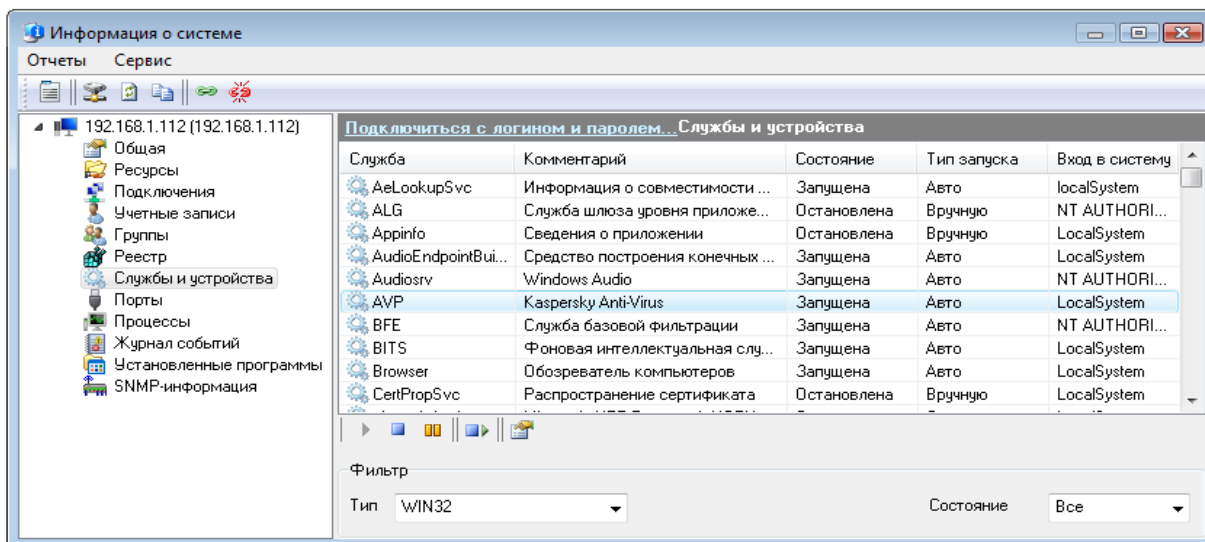 Информация о системе
Отчеты Сервис
192.168.1.112 (192.168.1.112)
Общая
Ресурсы
Подключения
Учетные записи
Группы
Реестр
Службы и устройства
Порты
Процессы
Журнал событий
Установленные программы
SNMP-информация
Подключиться с логином и паролем... Службы и устройства
Служба Комментарий Состояние Тип запуска Вход в систему
AeLookupSvc Информация о совместимости ... Запущена Авто localSystem
ALG Служба шлюза уровня приложе... Остановлена Вручную NT AUTHORI...
Appinfo Сведения о приложении Остановлена Вручную LocalSystem
AudioEndpointBui... Средство построения конечных ... Запущена Авто LocalSystem
Audiosrv Windows Audio Запущена Авто NT AUTHORI...
AVP Kaspersky Anti-Virus Запущена Авто LocalSystem
BFE Служба базовой фильтрации Запущена Авто NT AUTHORI...
BITS Фоновая интеллектуальная слу... Запущена Авто LocalSystem
Browser Обозреватель компьютеров Запущена Авто LocalSystem
CertPropSvc Распространение сертификата Остановлена Вручную LocalSystem
Фильтр
Тип WIN32 Состояние Все